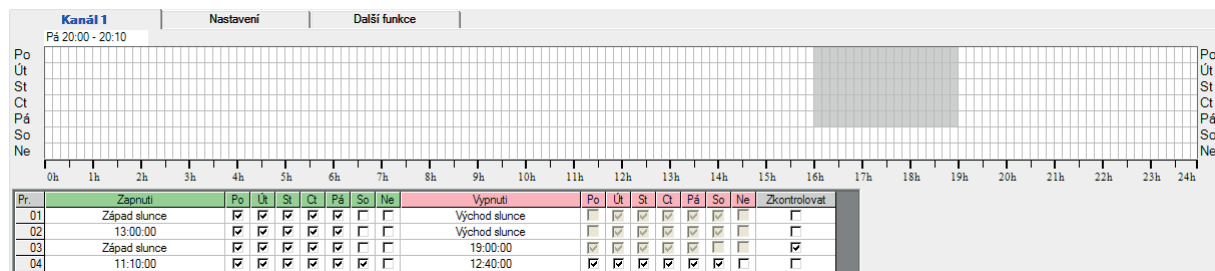 Kanál 1 Nastavení Další funkce
Pá 20:00 - 20:10
Po Po
Út Út
St St
Ct Ct
Pá Pá
So So
Ne Ne
0h 1h 2h 3h 4h 5h 6h 7h 8h 9h 10h 11h 12h 13h 14h 15h 16h 17h 18h 19h 20h 21h 22h 23h 24h
Pr. Zapnutí Po Út St Ct Pá So Ne Vypnutí Po Út St Ct Pá So Ne Zkontrolovat
01 Západ slunce Východ slunce
02 13:00:00 Východ slunce
03 Západ slunce 19:00:00
04 11:10:00 12:40:00